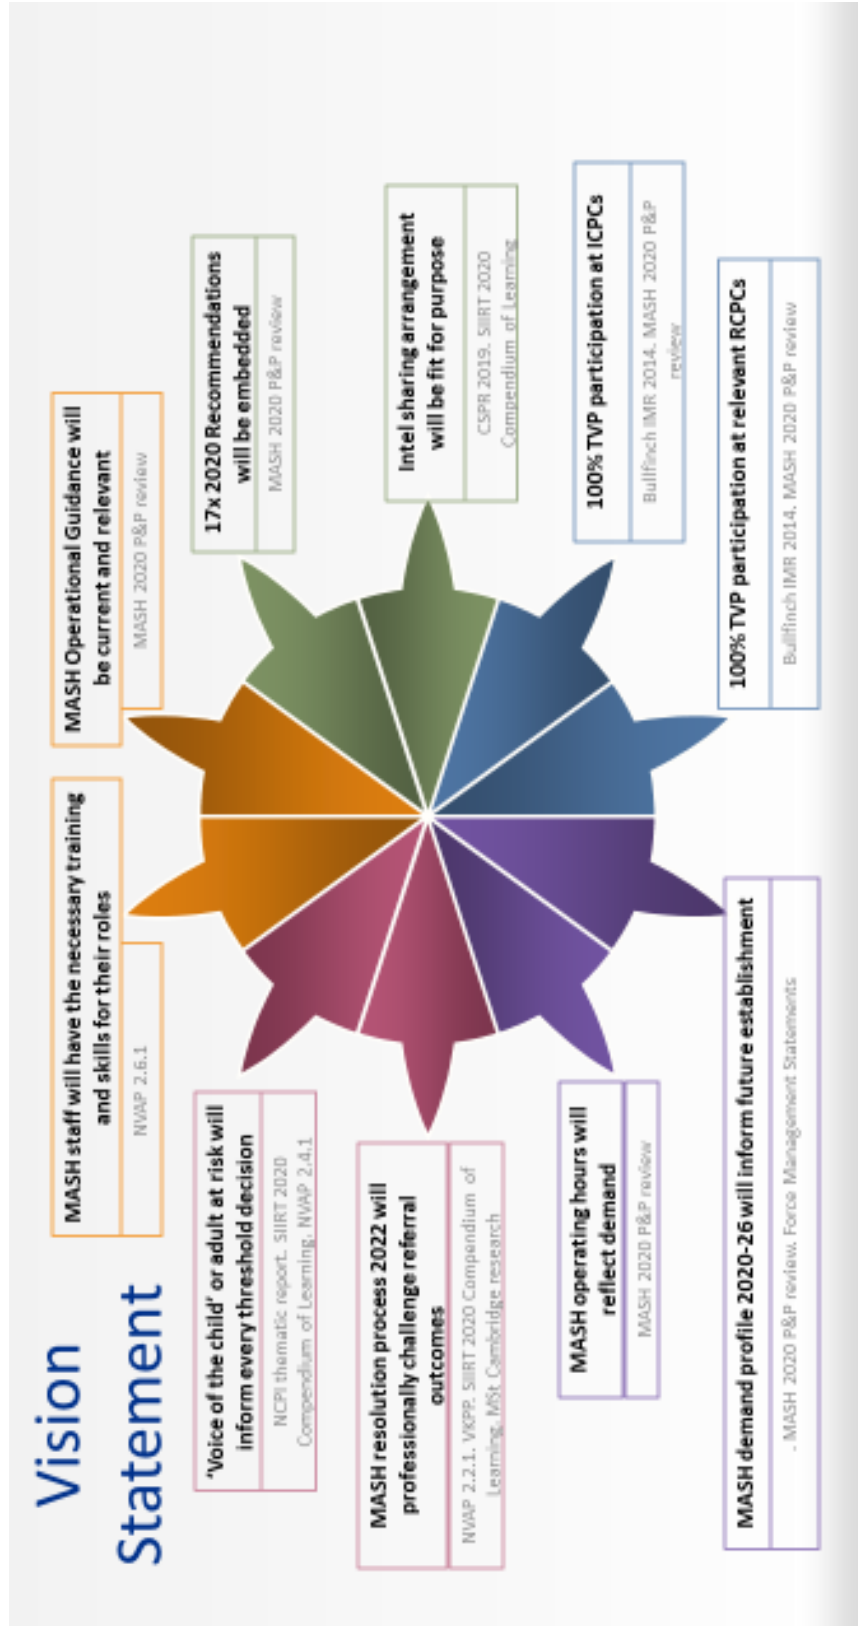 Vision
Statement
MASH staff will have the necessary training
and skills for their roles
NVAP 2.6.1
MASH Operational Guidance will
be current and relevant
MASH 2020 P&P review
'Voice of the child' or adult at risk will
inform every threshold decision
NCPI thematic report. SIIRT 2020
Compendium of Learning, NVAP 2.4.1
17x 2020 Recommendations
will be embedded
MASH 2020 P&P review
MASH resolution process 2022 will
professionally challenge referral
outcomes
NVAP 2.2.1. VKPP. SIIRT 2020 Compendium of
Learning. MSt Cambridge research
Intel sharing arrangement
will be fit for purpose
CSPR 2019. SIIRT 2020
Compendium of Learning
MASH operating hours will
reflect demand
MASH 2020 P&P review
100% TVP participation at ICPCs
Bullfinch IMR 2014. MASH 2020 P&P
review
MASH demand profile 2020-26 will inform future establishment
. MASH 2020 P&P review. Force Management Statements
100% TVP participation at relevant RCPCs
Bullfinch IMR 2014. MASH 2020 P&P review